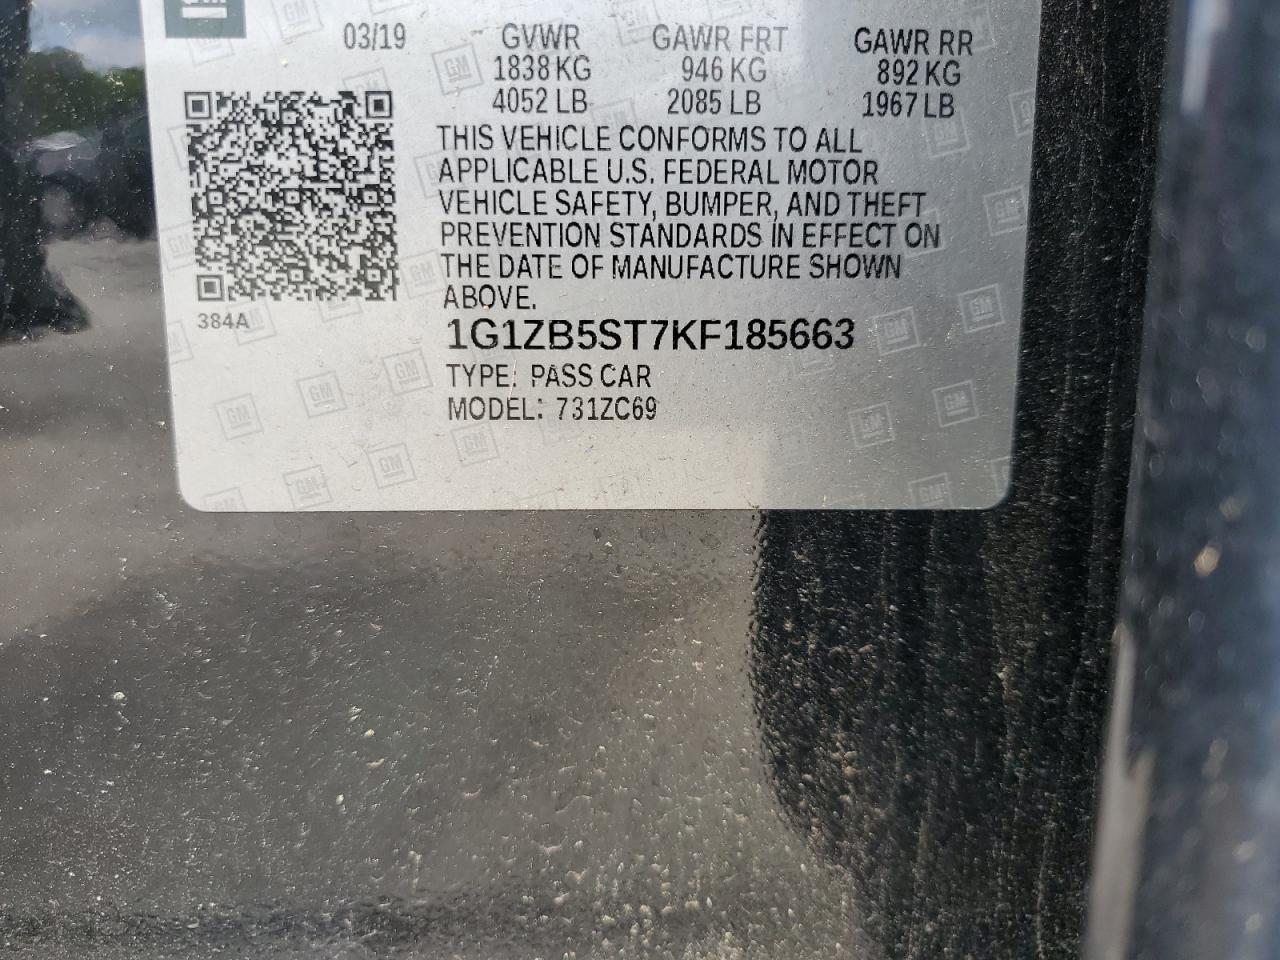 03/19 GVWR GAWR FRT GAWR RR
1838 KG 946 KG 892 KG
4052 LB 2085 LB 1967 LB
THIS VEHICLE CONFORMS TO ALL
APPLICABLE U.S. FEDERAL MOTOR
VEHICLE SAFETY, BUMPER, AND THEFT
PREVENTION STANDARDS IN EFFECT ON
THE DATE OF MANUFACTURE SHOWN
ABOVE.
384A
1G1ZB5ST7KF185663
TYPE: PASS CAR
MODEL: 731ZC69